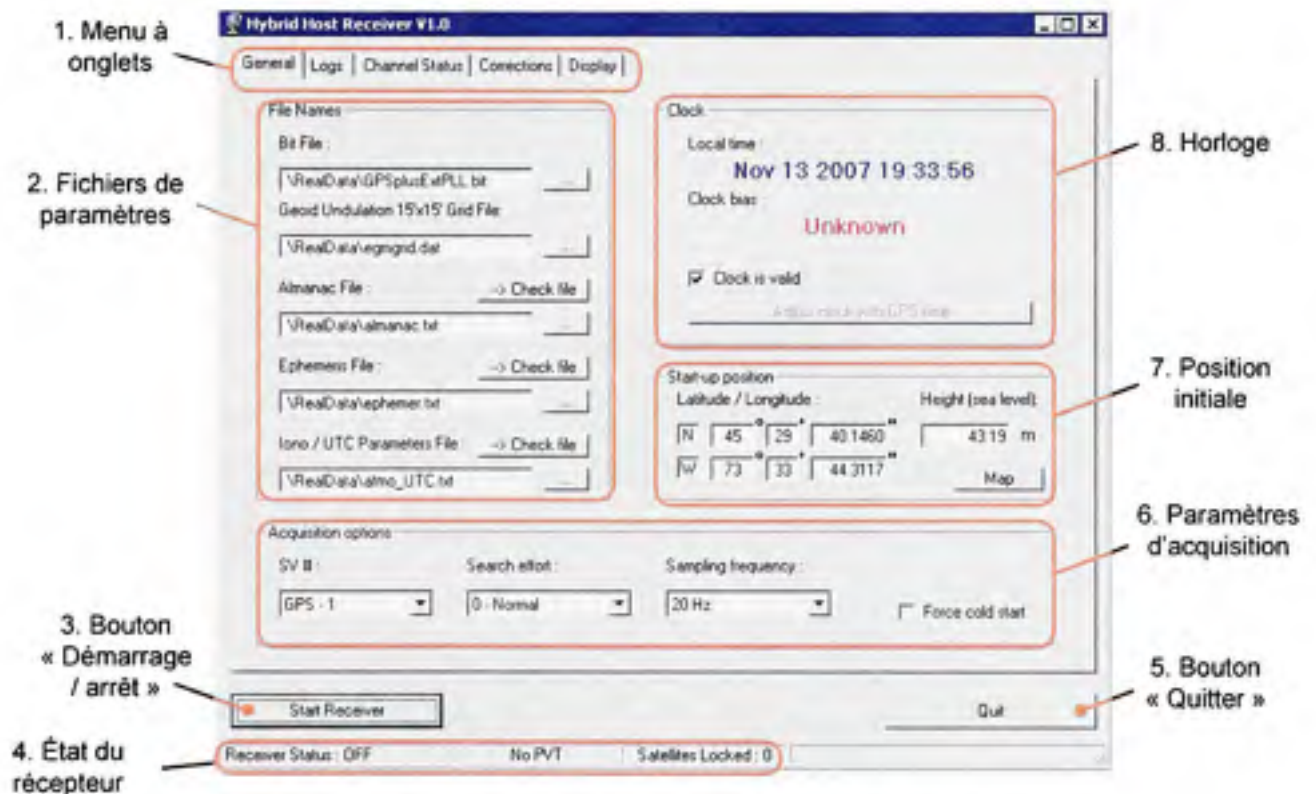 Hybrid Host Receiver V1.0
1. Menu à
onglets
General
Logs
Channel Status
Corrections
Display
2. Fichiers de
paramètres
File Names
Bit File :
\RealData\GPSplusExtPLL.bit
...
Geoid Undulation 15'x15' Grid File:
\RealData\egmgrid.dat
...
Almanac File :
--> Check file
\RealData\almanac.txt
...
Ephemeris File :
--> Check file
\RealData\ephemer.txt
...
Iono / UTC Parameters File
--> Check file
\RealData\atmo_UTC.txt
...
Clock
Local time :
Nov 13 2007 19:33:56
Clock bias
Unknown
Clock is valid
Adjust clock with GPS time
8. Horloge
Start-up position
Latitude / Longitude :
Height (sea level):
N 45 ° 29 ' 40.1460 "
43.19 m
W 73 ° 33 ' 44.3117 "
Map
7. Position
initiale
Acquisition options
SV # :
Search effort :
Sampling frequency :
GPS - 1
0 - Normal
20 Hz
Force cold start
6. Paramètres
d'acquisition
3. Bouton
« Démarrage
/ arrêt »
Start Receiver
Quit
5. Bouton
« Quitter »
4. État du
récepteur
Receiver Status : OFF
No PVT
Satellites Locked : 0